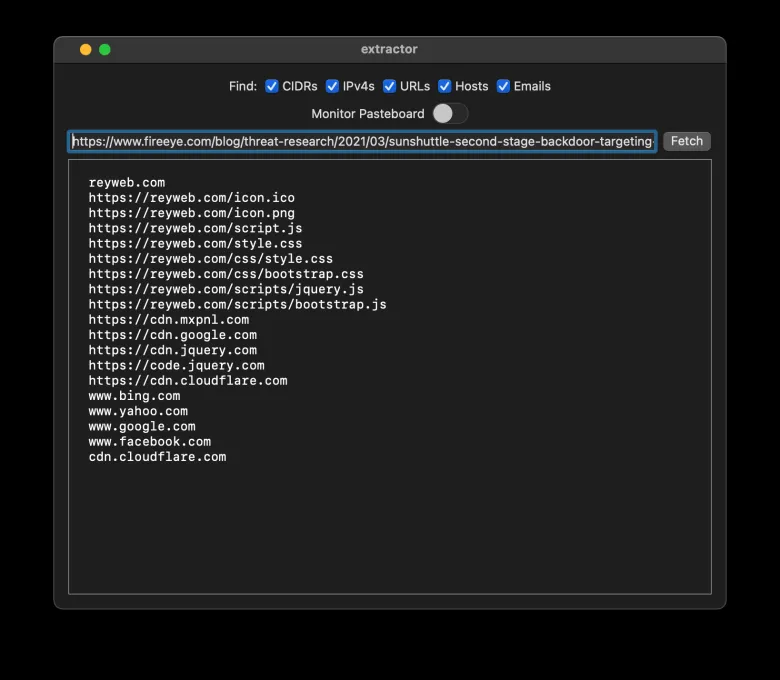 extractor
Find: CIDRs IPv4s URLs Hosts Emails
Monitor Pasteboard
https://www.fireeye.com/blog/threat-research/2021/03/sunshuttle-second-stage-backdoor-targeting- Fetch
reyweb.com
https://reyweb.com/icon.ico
https://reyweb.com/icon.png
https://reyweb.com/script.js
https://reyweb.com/style.css
https://reyweb.com/css/style.css
https://reyweb.com/css/bootstrap.css
https://reyweb.com/scripts/jquery.js
https://reyweb.com/scripts/bootstrap.js
https://cdn.mxpnl.com
https://cdn.google.com
https://cdn.jquery.com
https://code.jquery.com
https://cdn.cloudflare.com
www.bing.com
www.yahoo.com
www.google.com
www.facebook.com
cdn.cloudflare.com